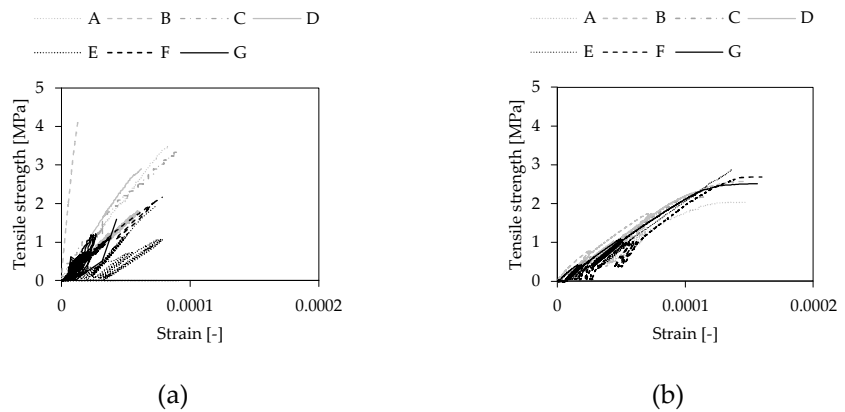 A B C D
E F G
5
4
3
2
1
0
0 0.0001 0.0002
Tensile strength [MPa]
Strain [-]
(a)
A B C D
E F G
5
4
3
2
1
0
0 0.0001 0.0002
Tensile strength [MPa]
Strain [-]
(b)